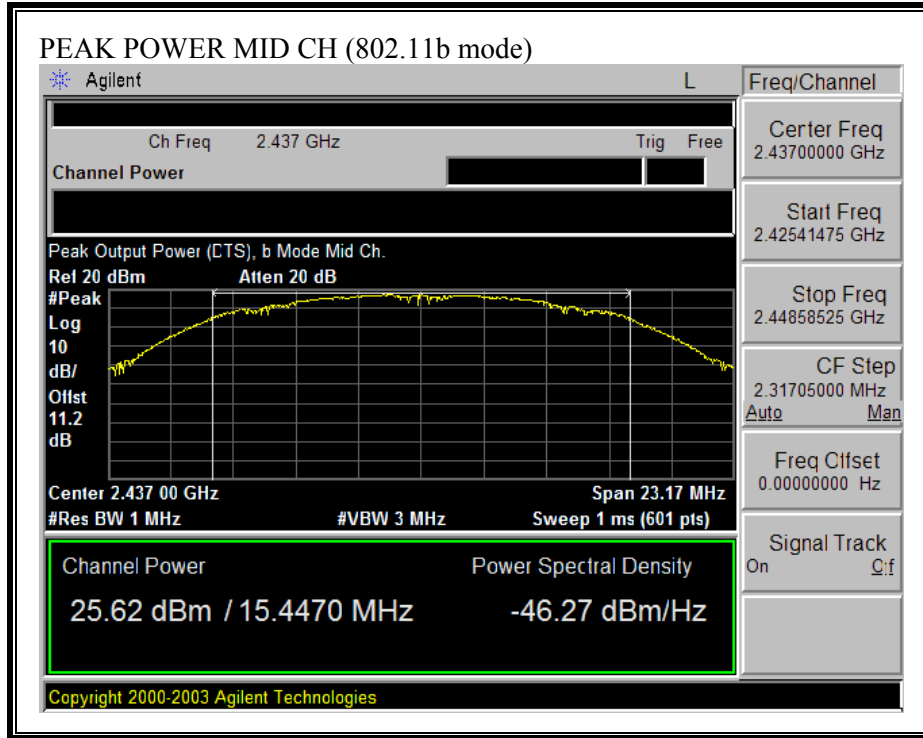 PEAK POWER MID CH (802.11b mode)
Agilent L Freq/Channel
Ch Freq 2.437 GHz Trig Free
Channel Power
Center Freq
2.43700000 GHz
Start Freq
2.42541475 GHz
Peak Output Power (DTS), b Mode Mid Ch.
Ref 20 dBm Atten 20 dB
#Peak
Log
10
dB/
Offst
11.2
dB
Stop Freq
2.44858525 GHz
CF Step
2.31705000 MHz
Auto Man
Freq Offset
0.00000000 Hz
Center 2.437 00 GHz Span 23.17 MHz
#Res BW 1 MHz #VBW 3 MHz Sweep 1 ms (601 pts)
Signal Track
On Off
Channel Power Power Spectral Density
25.62 dBm / 15.4470 MHz -46.27 dBm/Hz
Copyright 2000-2003 Agilent Technologies